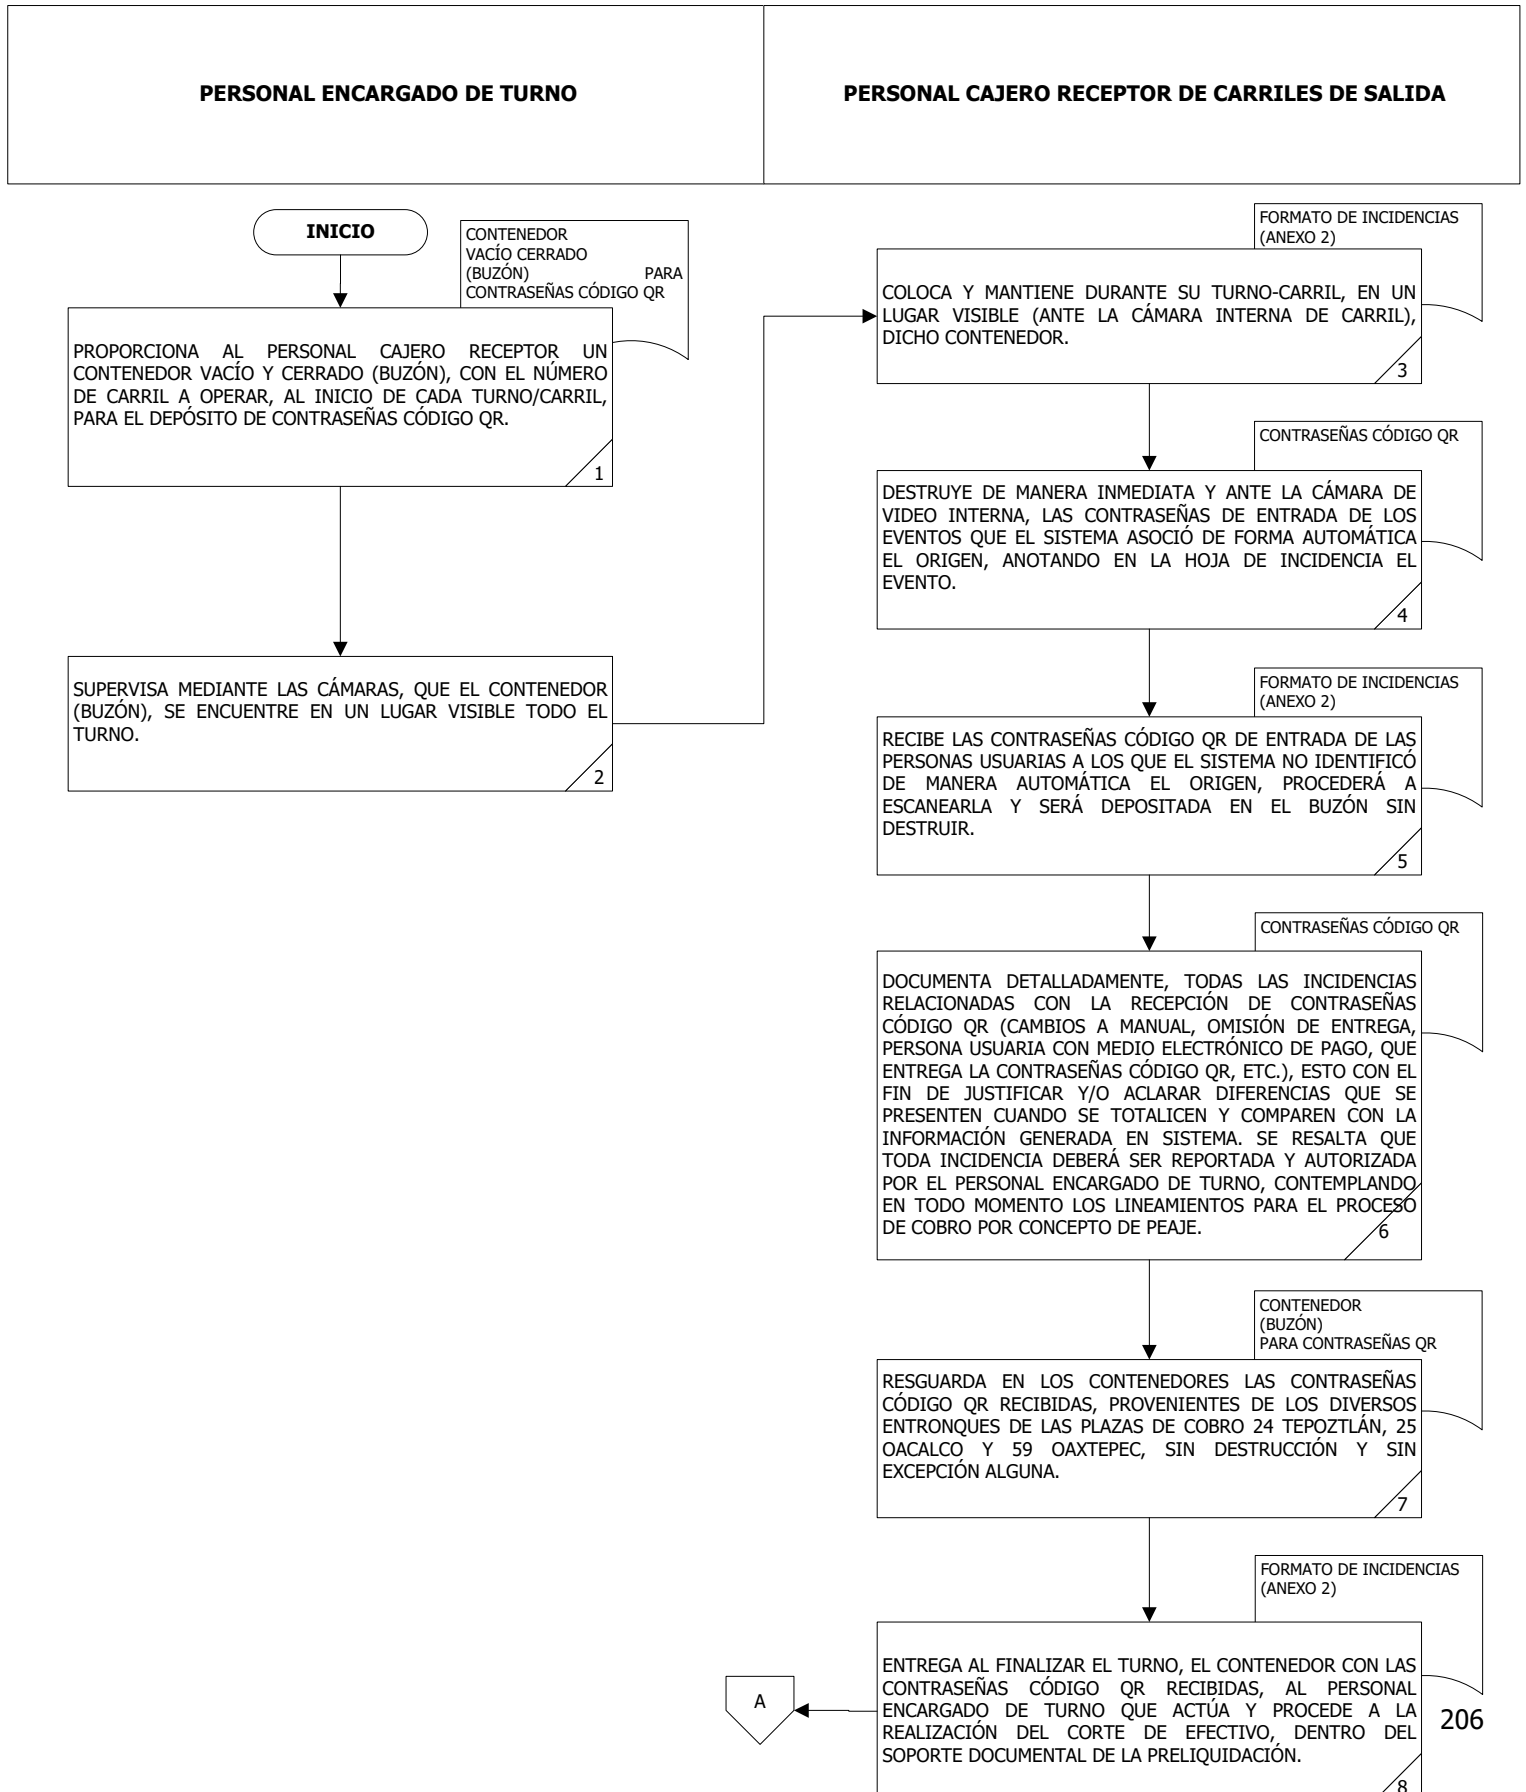 PERSONAL ENCARGADO DE TURNO
PERSONAL CAJERO RECEPTOR DE CARRILES DE SALIDA
INICIO
CONTENEDOR
VACÍO CERRADO
(BUZÓN) PARA
CONTRASEÑAS CÓDIGO QR
PROPORCIONA AL PERSONAL CAJERO RECEPTOR UN
CONTENEDOR VACÍO Y CERRADO (BUZÓN), CON EL NÚMERO
DE CARRIL A OPERAR, AL INICIO DE CADA TURNO/CARRIL,
PARA EL DEPÓSITO DE CONTRASEÑAS CÓDIGO QR.
1
SUPERVISA MEDIANTE LAS CÁMARAS, QUE EL CONTENEDOR
(BUZÓN), SE ENCUENTRE EN UN LUGAR VISIBLE TODO EL
TURNO.
2
FORMATO DE INCIDENCIAS
(ANEXO 2)
COLOCA Y MANTIENE DURANTE SU TURNO-CARRIL, EN UN
LUGAR VISIBLE (ANTE LA CÁMARA INTERNA DE CARRIL),
DICHO CONTENEDOR.
3
CONTRASEÑAS CÓDIGO QR
DESTRUYE DE MANERA INMEDIATA Y ANTE LA CÁMARA DE
VIDEO INTERNA, LAS CONTRASEÑAS DE ENTRADA DE LOS
EVENTOS QUE EL SISTEMA ASOCIÓ DE FORMA AUTOMÁTICA
EL ORIGEN, ANOTANDO EN LA HOJA DE INCIDENCIA EL
EVENTO.
4
FORMATO DE INCIDENCIAS
(ANEXO 2)
RECIBE LAS CONTRASEÑAS CÓDIGO QR DE ENTRADA DE LAS
PERSONAS USUARIAS A LOS QUE EL SISTEMA NO IDENTIFICÓ
DE MANERA AUTOMÁTICA EL ORIGEN, PROCEDERÁ A
ESCANEARLA Y SERÁ DEPOSITADA EN EL BUZÓN SIN
DESTRUIR.
5
CONTRASEÑAS CÓDIGO QR
DOCUMENTA DETALLADAMENTE, TODAS LAS INCIDENCIAS
RELACIONADAS CON LA RECEPCIÓN DE CONTRASEÑAS
CÓDIGO QR (CAMBIOS A MANUAL, OMISIÓN DE ENTREGA,
PERSONA USUARIA CON MEDIO ELECTRÓNICO DE PAGO, QUE
ENTREGA LA CONTRASEÑAS CÓDIGO QR, ETC.), ESTO CON EL
FIN DE JUSTIFICAR Y/O ACLARAR DIFERENCIAS QUE SE
PRESENTEN CUANDO SE TOTALICEN Y COMPAREN CON LA
INFORMACIÓN GENERADA EN SISTEMA. SE RESALTA QUE
TODA INCIDENCIA DEBERÁ SER REPORTADA Y AUTORIZADA
POR EL PERSONAL ENCARGADO DE TURNO, CONTEMPLANDO
EN TODO MOMENTO LOS LINEAMIENTOS PARA EL PROCESO
DE COBRO POR CONCEPTO DE PEAJE.
6
CONTENEDOR
(BUZÓN)
PARA CONTRASEÑAS QR
RESGUARDA EN LOS CONTENEDORES LAS CONTRASEÑAS
CÓDIGO QR RECIBIDAS, PROVENIENTES DE LOS DIVERSOS
ENTRONQUES DE LAS PLAZAS DE COBRO 24 TEPOZTLÁN, 25
OACALCO Y 59 OAXTEPEC, SIN DESTRUCCIÓN Y SIN
EXCEPCIÓN ALGUNA.
7
FORMATO DE INCIDENCIAS
(ANEXO 2)
ENTREGA AL FINALIZAR EL TURNO, EL CONTENEDOR CON LAS
CONTRASEÑAS CÓDIGO QR RECIBIDAS, AL PERSONAL
ENCARGADO DE TURNO QUE ACTÚA Y PROCEDE A LA
REALIZACIÓN DEL CORTE DE EFECTIVO, DENTRO DEL
SOPORTE DOCUMENTAL DE LA PRELIQUIDACIÓN.
8
A
206